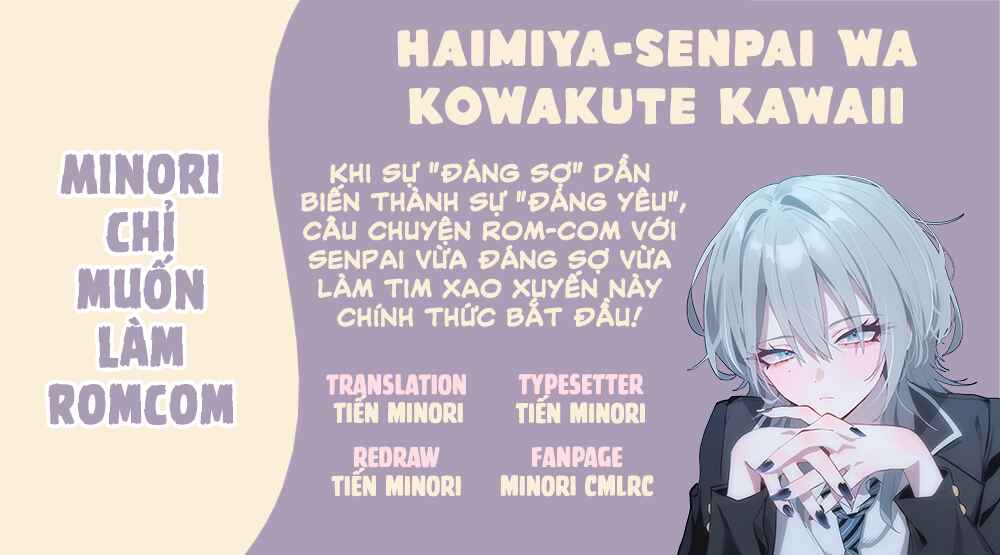 MINORI
CHỈ
MUỐN
LÀM
ROMCOM
HAIMIYA-SENPAI WA
KOWAKUTE KAWAII
KHI SỰ "ĐÁNG SỢ" DẦN
BIẾN THÀNH SỰ "ĐÁNG YÊU",
CÂU CHUYỆN ROM-COM VỚI
SENPAI VỪA ĐÁNG SỢ VỪA
LÀM TIM XAO XUYẾN NÀY
CHÍNH THỨC BẮT ĐẦU!
TRANSLATION
TIẾN MINORI
TYPESETTER
TIẾN MINORI
REDRAW
TIẾN MINORI
FANPAGE
MINORI CMLRC